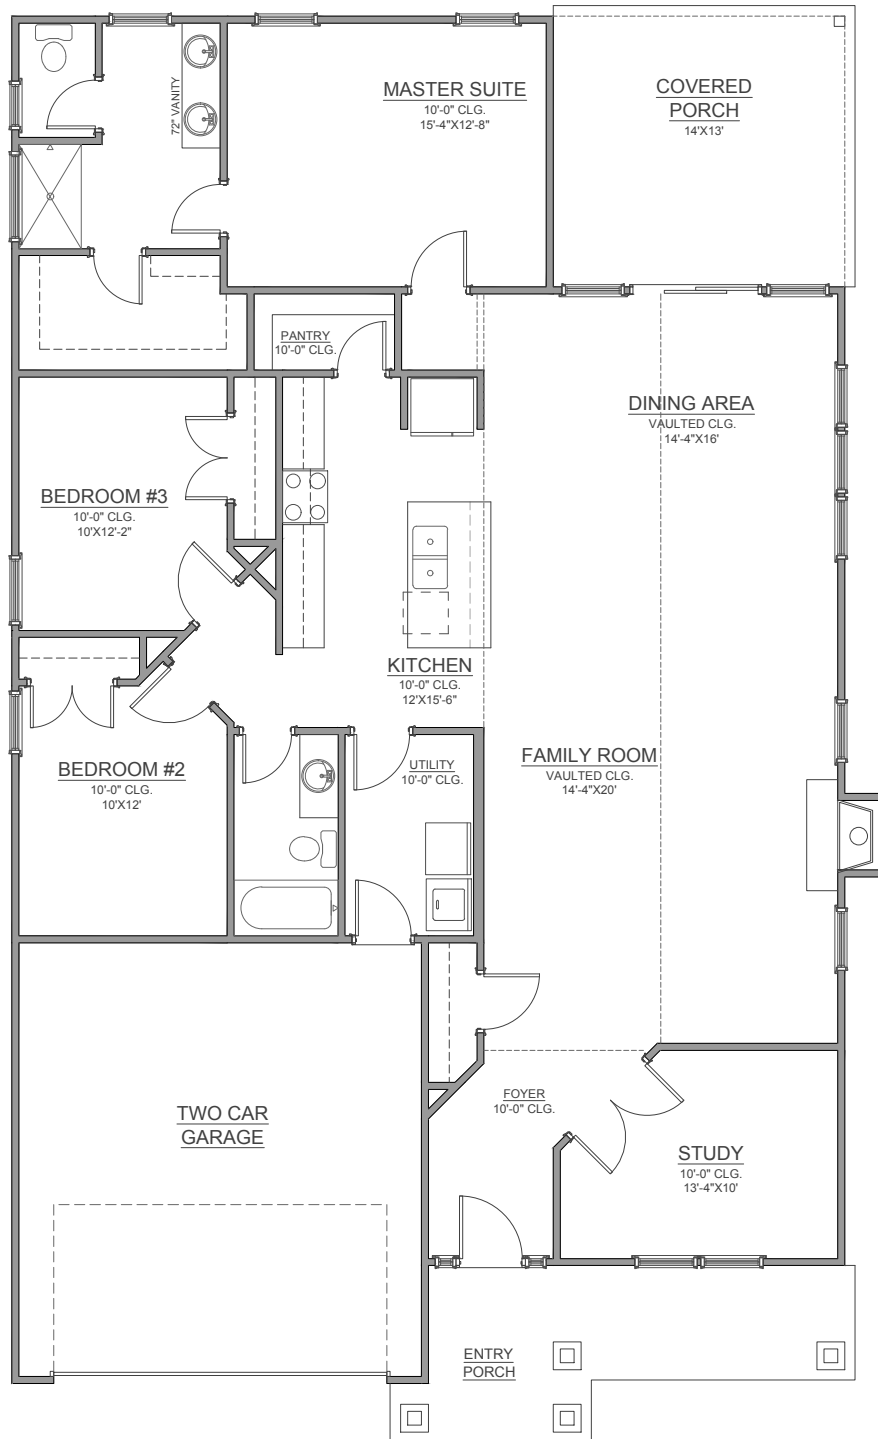 72" VANITY
MASTER SUITE
10'-0" CLG.
15'-4"X12'-8"
COVERED
PORCH
14'X13'
PANTRY
10'-0" CLG.
DINING AREA
VAULTED CLG.
14'-4"X16'
BEDROOM #3
10'-0" CLG.
10'X12'-2"
KITCHEN
10'-0" CLG.
12'X15'-6"
BEDROOM #2
10'-0" CLG.
10'X12'
UTILITY
10'-0" CLG.
FAMILY ROOM
VAULTED CLG.
14'-4"X20'
TWO CAR
GARAGE
FOYER
10'-0" CLG.
STUDY
10'-0" CLG.
13'-4"X10'
ENTRY
PORCH